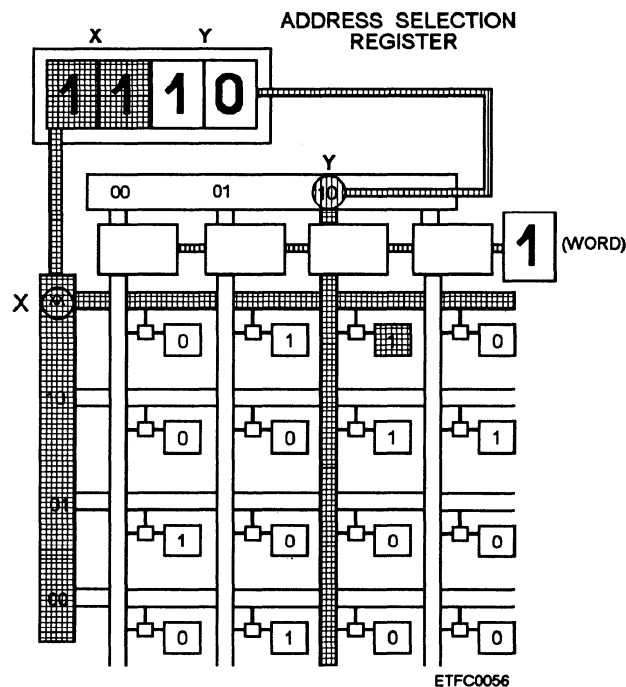 ADDRESS SELECTION
REGISTER
X Y
1 1 1 0
Y
00 01 10
1 (WORD)
X
0 1 1 0
10
0 0 1 1
01
1 0 0 0
00
0 1 0 0
ETFC0056